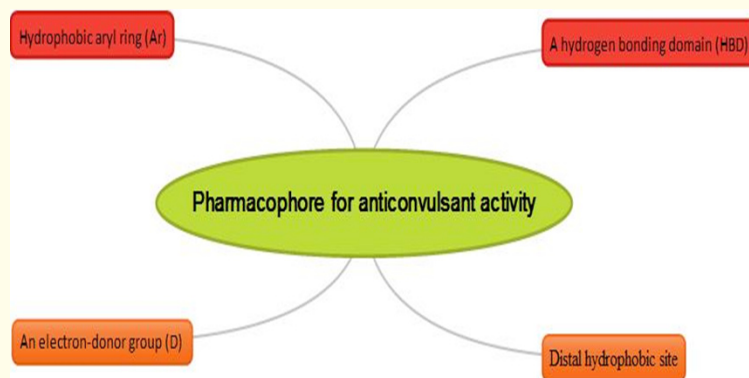 Hydrophobic aryl ring (Ar)
A hydrogen bonding domain (HBD)
Pharmacophore for anticonvulsant activity
An electron-donor group (D)
Distal hydrophobic site